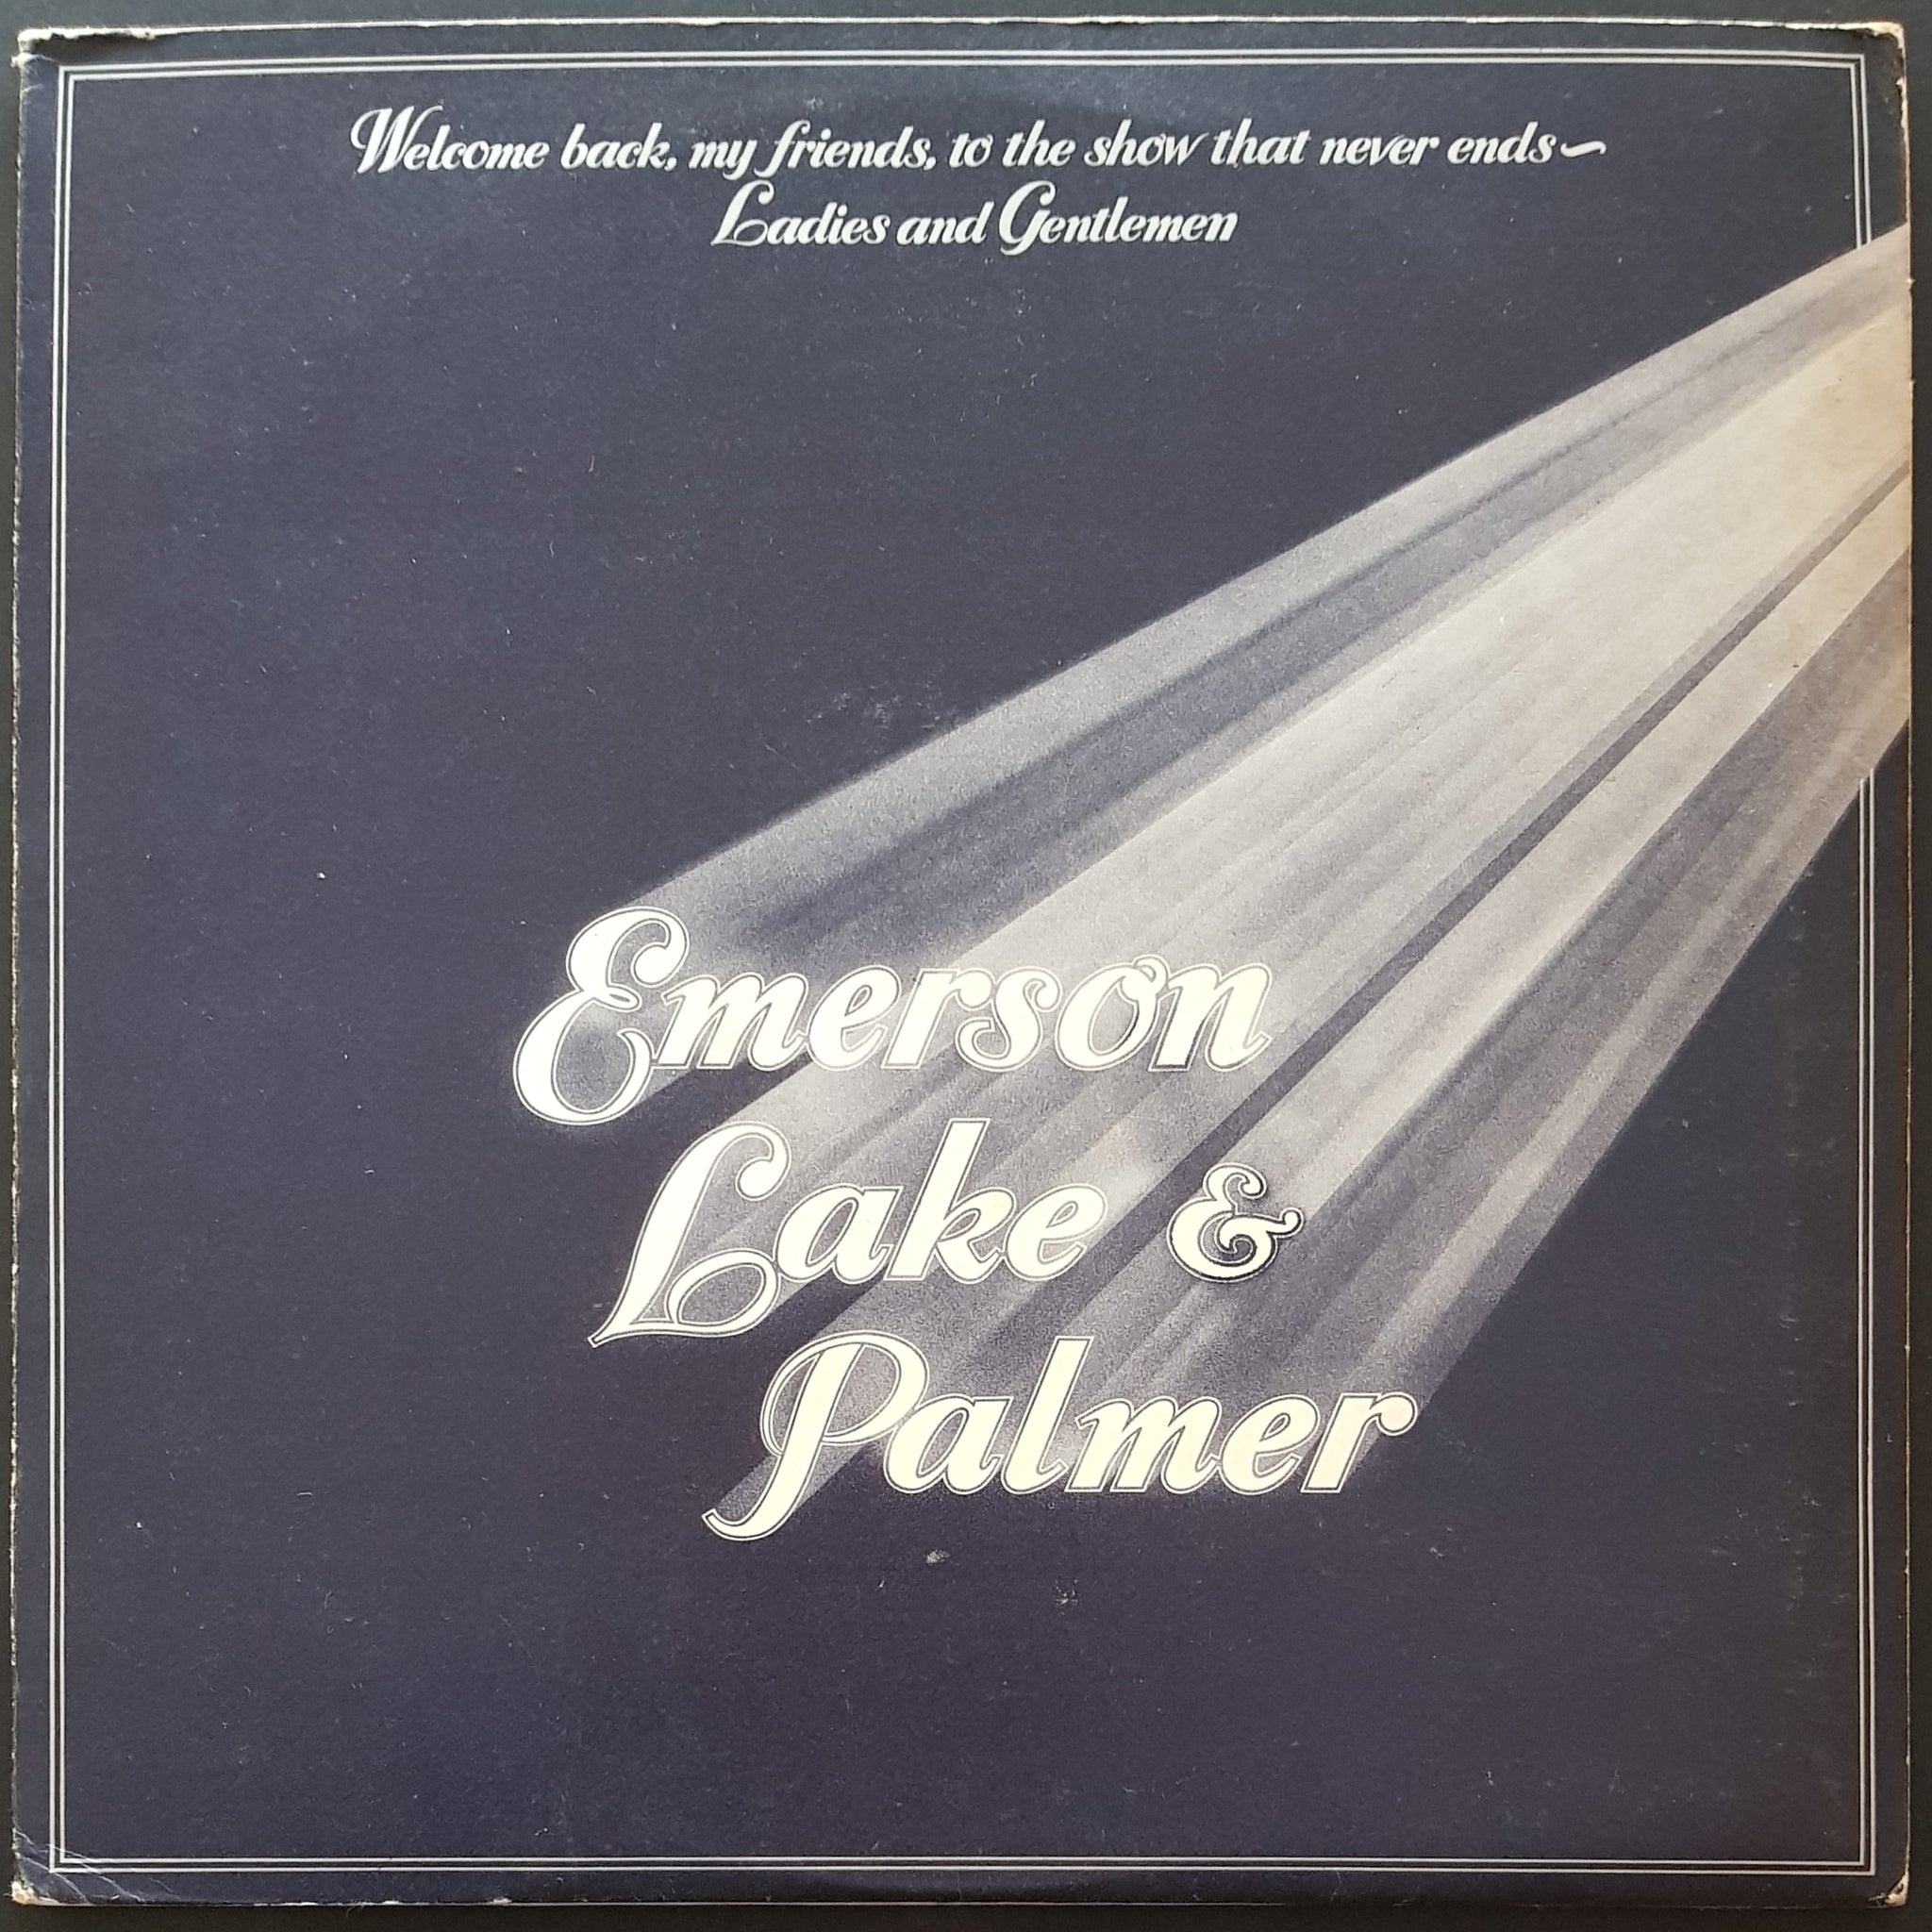 Welcome back, my friends, to the show that never ends~
Ladies and Gentlemen
Emerson
Lake &
Palmer